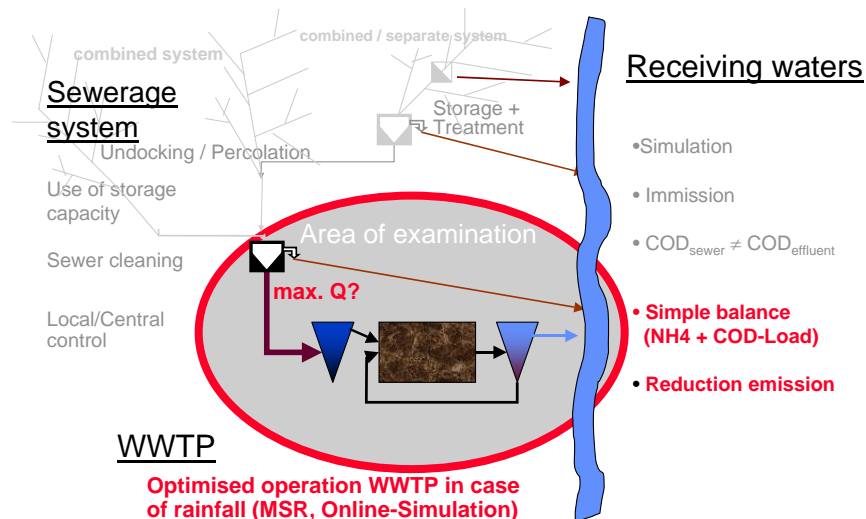 combined system
combined / separate system
Sewerage
system
Storage +
Treatment
Undocking / Percolation
Use of storage
capacity
Sewer cleaning
Local/Central
control
Area of examination
max. Q?
Receiving waters
•Simulation
•Immission
•COD_sewer ≠ COD_effluent
• Simple balance
(NH4 + COD-Load)
• Reduction emission
WWTP
Optimised operation WWTP in case
of rainfall (MSR, Online-Simulation)